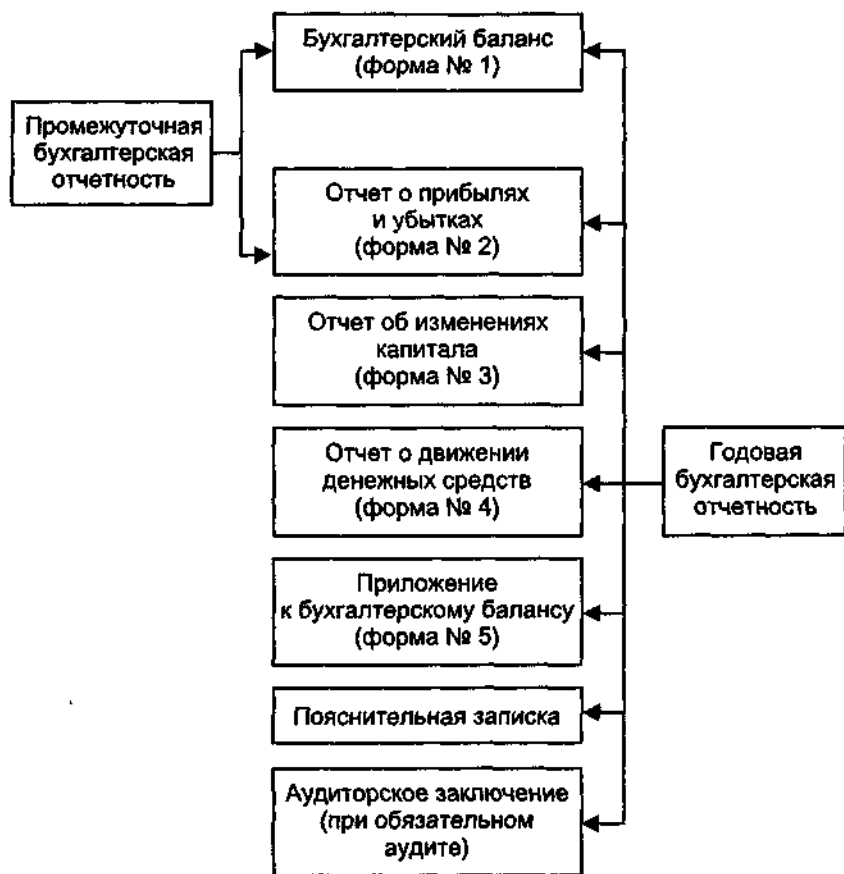 Бухгалтерский баланс
(форма № 1)
Промежуточная
бухгалтерская
отчетность
Отчет о прибылях
и убытках
(форма № 2)
Отчет об изменениях
капитала
(форма № 3)
Отчет о движении
денежных средств
(форма № 4)
Годовая
бухгалтерская
отчетность
Приложение
к бухгалтерскому балансу
(форма № 5)
Пояснительная записка
Аудиторское заключение
(при обязательном
аудите)